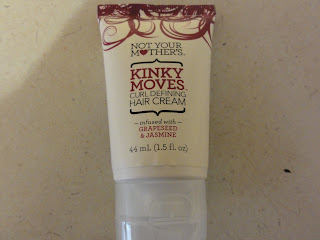 NOT YOUR
MOTHER'S.
KINKY
MOVES
CURL DEFINING
HAIR CREAM
infused with
GRAPESEED
& JASMINE
44 mL (1.5 fl. oz)